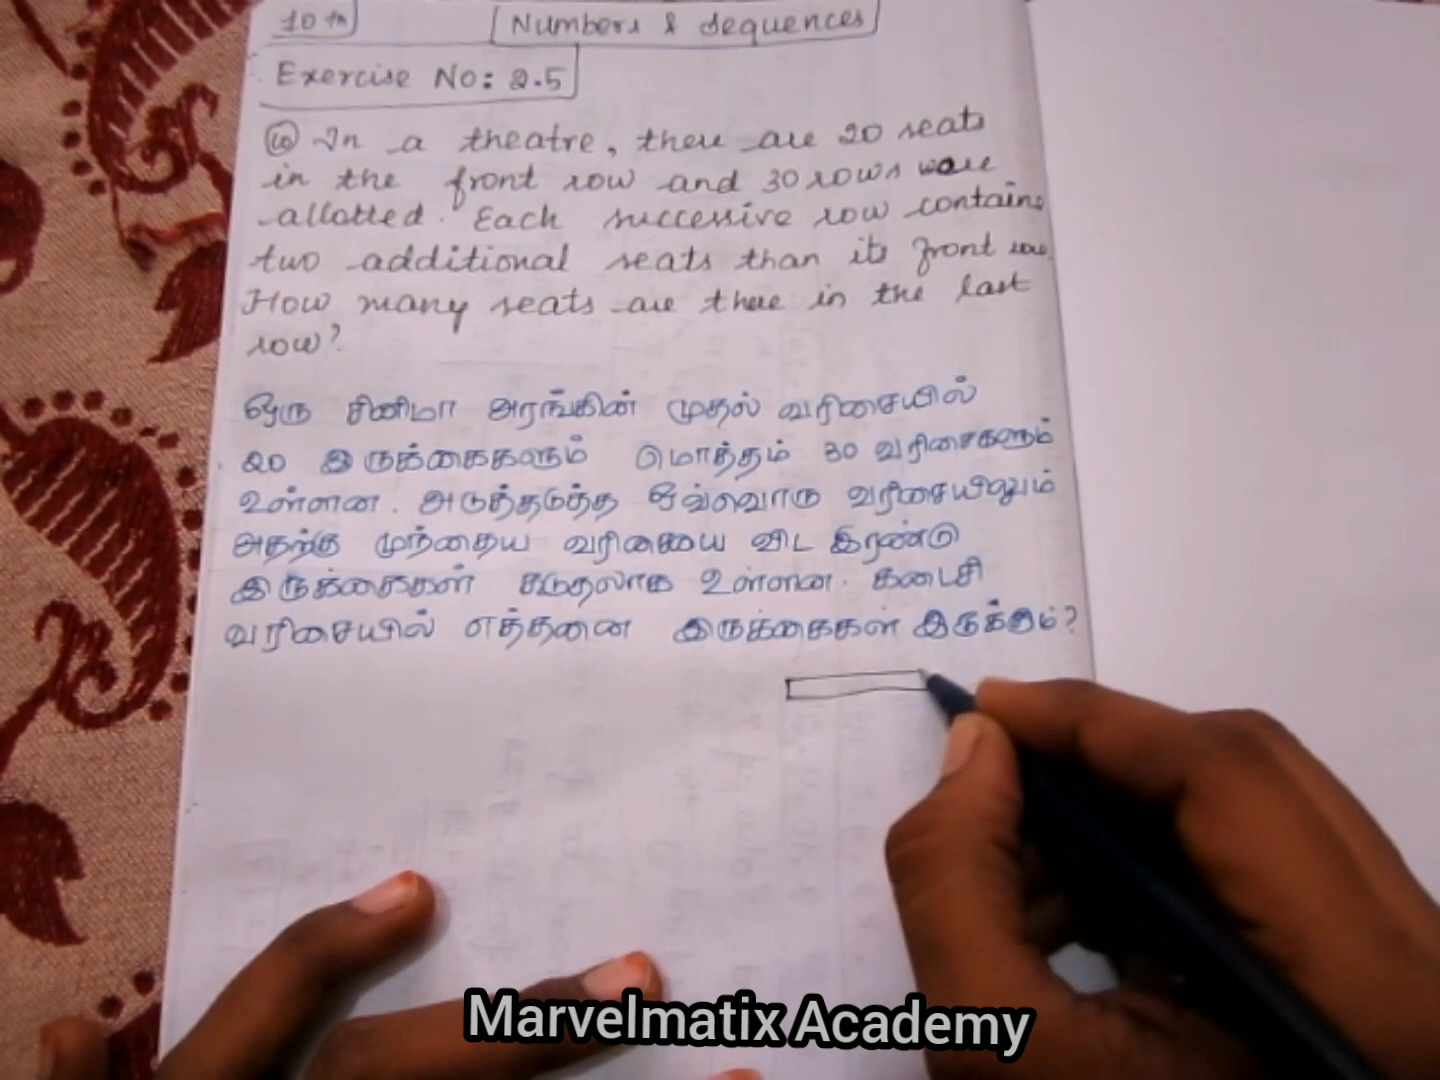 10 th
Numbers & Sequences
Exercise No: 2.5
In a theatre, there are 20 seats
in the front row and 30 rows were
allotted. Each successive row contains
two additional seats than its front row.
How many seats are there in the last
row?
ஒரு சினிமா அரங்கின் முதல் வரிசையில்
20 இருக்கைகளும் மொத்தம் 30 வரிசைகளும்
உள்ளன. அடுத்தடுத்த ஒவ்வொரு வரிசையிலும்
அதற்கு முந்தைய வரிசையை விட இரண்டு
இருக்கைகள் கூடுதலாக உள்ளன. கடைசி
வரிசையில் எத்தனை இருக்கைகள் இருக்கும்?
Marvelmatix Academy